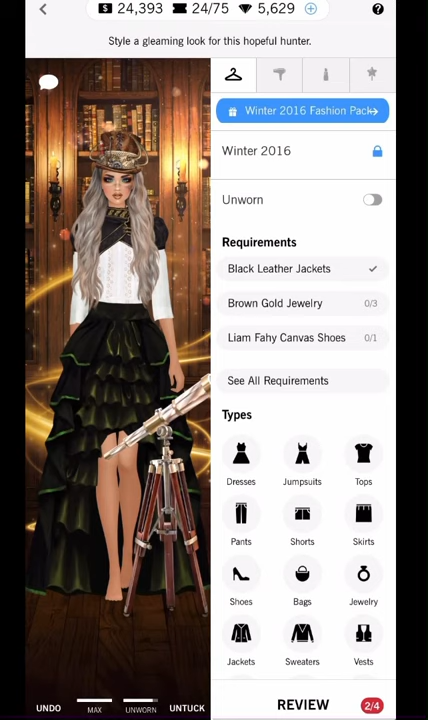 $ 24,393 24/75 5,629 + ?
Style a gleaming look for this hopeful hunter.
Winter 2016 Fashion Pack
Winter 2016
Unworn
Requirements
Black Leather Jackets
Brown Gold Jewelry 0/3
Liam Fahy Canvas Shoes 0/1
See All Requirements
Types
Dresses Jumpsuits Tops
Pants Shorts Skirts
Shoes Bags Jewelry
Jackets Sweaters Vests
UNDO MAX UNWORN UNTUCK REVIEW 2/4